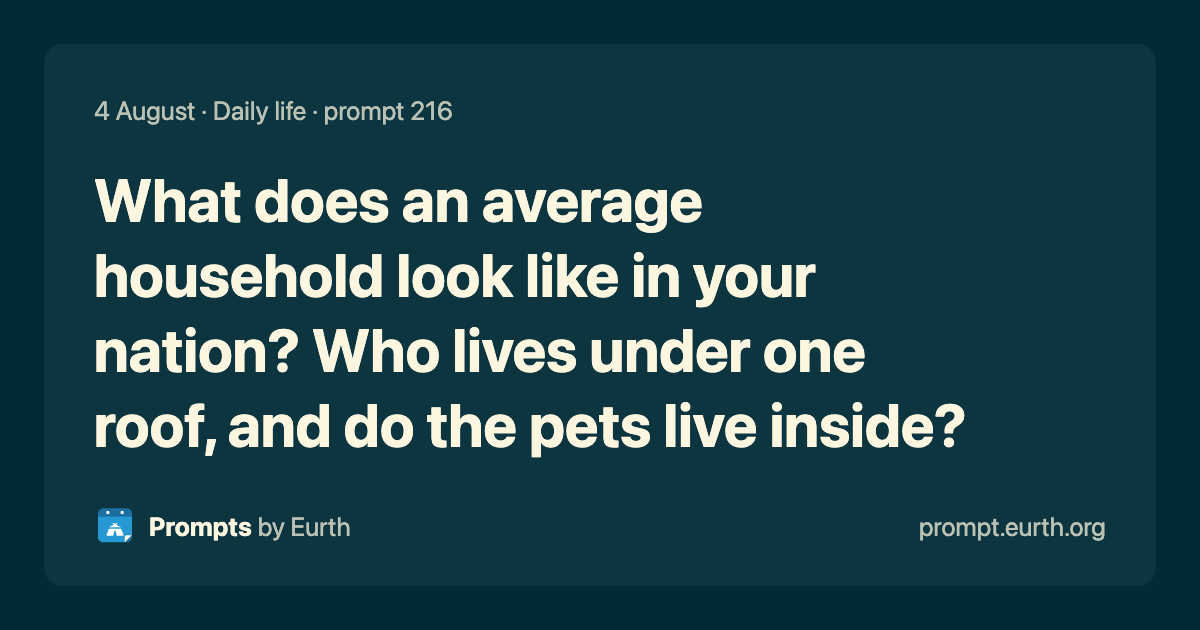 4 August · Daily life · prompt 216
What does an average
household look like in your
nation? Who lives under one
roof, and do the pets live inside?
Prompts by Eurth
prompt.eurth.org